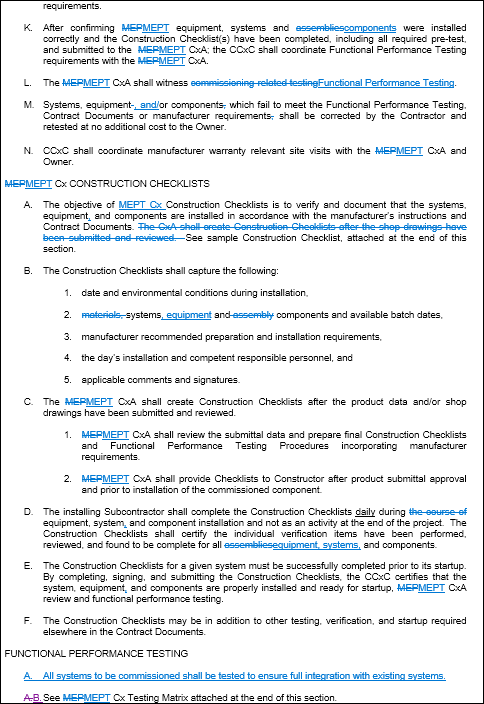 requirements.
K. After confirming MEPMEPT equipment, systems and assembliescomponents were installed
correctly and the Construction Checklist(s) have been completed, including all required pre-test,
and submitted to the MEPMEPT CxA; the CCxC shall coordinate Functional Performance Testing
requirements with the MEPMEPT CxA.
L. The MEPMEPT CxA shall witness commissioning-related testingFunctional Performance Testing.
M. Systems, equipment-, and/or components, which fail to meet the Functional Performance Testing,
Contract Documents or manufacturer requirements, shall be corrected by the Contractor and
retested at no additional cost to the Owner.
N. CCxC shall coordinate manufacturer warranty relevant site visits with the MEPMEPT CxA and
Owner.
MEPMEPT Cx CONSTRUCTION CHECKLISTS
A. The objective of MEPT Cx Construction Checklists is to verify and document that the systems,
equipment, and components are installed in accordance with the manufacturer's instructions and
Contract Documents. The CxA shall create Construction Checklists after the shop drawings have
been submitted and reviewed. See sample Construction Checklist, attached at the end of this
section.
B. The Construction Checklists shall capture the following:
1. date and environmental conditions during installation,
2. materials, systems, equipment and assembly components and available batch dates,
3. manufacturer recommended preparation and installation requirements,
4. the day's installation and competent responsible personnel, and
5. applicable comments and signatures.
C. The MEPMEPT CxA shall create Construction Checklists after the product data and/or shop
drawings have been submitted and reviewed.
1. MEPMEPT CxA shall review the submittal data and prepare final Construction Checklists
and Functional Performance Testing Procedures incorporating manufacturer
requirements.
2. MEPMEPT CxA shall provide Checklists to Constructor after product submittal approval
and prior to installation of the commissioned component.
D. The installing Subcontractor shall complete the Construction Checklists daily during the course of
equipment, system, and component installation and not as an activity at the end of the project. The
Construction Checklists shall certify the individual verification items have been performed,
reviewed, and found to be complete for all assembliesequipment, systems, and components.
E. The Construction Checklists for a given system must be successfully completed prior to its startup.
By completing, signing, and submitting the Construction Checklists, the CCxC certifies that the
system, equipment, and components are properly installed and ready for startup, MEPMEPT CxA
review and functional performance testing.
F. The Construction Checklists may be in addition to other testing, verification, and startup required
elsewhere in the Contract Documents.
FUNCTIONAL PERFORMANCE TESTING
A. All systems to be commissioned shall be tested to ensure full integration with existing systems.
A.B. See MEPMEPT Cx Testing Matrix attached at the end of this section.